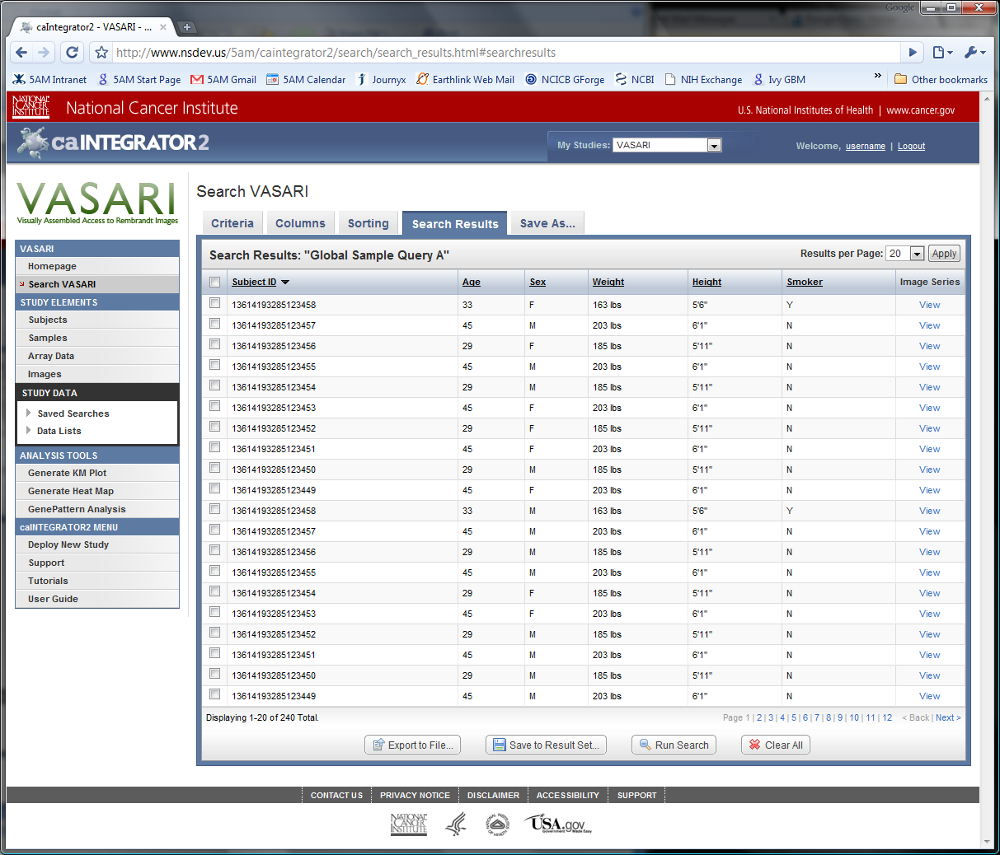 Google
caIntegrator2 - VASARI - ...
http://www.nsdev.us/5am/caintegrator2/search/search_results.html#searchresults
5AM Intranet 5AM Start Page 5AM Gmail 5AM Calendar Journyx Earthlink Web Mail NCICB GForge NCBI NIH Exchange Ivy GBM » Other bookmarks
NATIONAL CANCER INSTITUTE National Cancer Institute U.S. National Institutes of Health | www.cancer.gov
caINTEGRATOR2 My Studies: VASARI Welcome, username | Logout
VASARI
Visually Assembled Access to Rembrandt Images
VASARI
Homepage
Search VASARI
STUDY ELEMENTS
Subjects
Samples
Array Data
Images
STUDY DATA
Saved Searches
Data Lists
ANALYSIS TOOLS
Generate KM Plot
Generate Heat Map
GenePattern Analysis
caINTEGRATOR2 MENU
Deploy New Study
Support
Tutorials
User Guide
Search VASARI
Criteria Columns Sorting Search Results Save As...
Search Results: "Global Sample Query A" Results per Page: 20 Apply
Subject ID Age Sex Weight Height Smoker Image Series
13614193285123458 33 F 163 lbs 5'6" Y View
13614193285123457 45 M 203 lbs 6'1" N View
13614193285123456 29 F 185 lbs 5'11" N View
13614193285123455 45 M 203 lbs 6'1" N View
13614193285123454 29 M 185 lbs 5'11" N View
13614193285123453 45 F 203 lbs 6'1" N View
13614193285123452 29 F 185 lbs 5'11" N View
13614193285123451 45 F 203 lbs 6'1" N View
13614193285123450 29 M 185 lbs 5'11" N View
13614193285123449 45 F 203 lbs 6'1" N View
13614193285123458 33 M 163 lbs 5'6" Y View
13614193285123457 45 M 203 lbs 6'1" N View
13614193285123456 29 M 185 lbs 5'11" N View
13614193285123455 45 M 203 lbs 6'1" N View
13614193285123454 29 F 185 lbs 5'11" N View
13614193285123453 45 F 203 lbs 6'1" N View
13614193285123452 29 M 185 lbs 5'11" N View
13614193285123451 45 M 203 lbs 6'1" N View
13614193285123450 29 M 185 lbs 5'11" N View
13614193285123449 45 M 203 lbs 6'1" N View
Displaying 1-20 of 240 Total. Page 1 | 2 | 3 | 4 | 5 | 6 | 7 | 8 | 9 | 10 | 11 | 12 < Back | Next >
Export to File... Save to Result Set... Run Search Clear All
CONTACT US PRIVACY NOTICE DISCLAIMER ACCESSIBILITY SUPPORT
NATIONAL CANCER INSTITUTE USA.gov
Government Made Easy